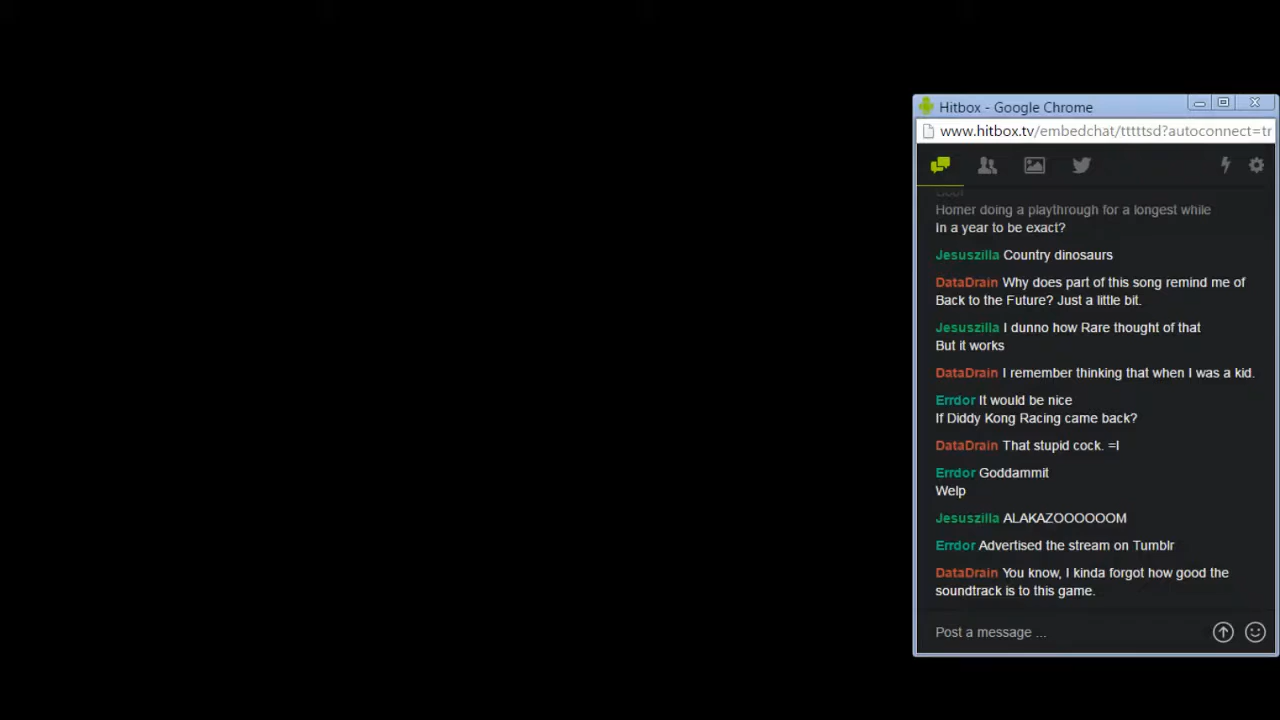 Hitbox - Google Chrome
www.hitbox.tv/embedchat/tttttsd?autoconnect=tr
Homer doing a playthrough for a longest while
In a year to be exact?
Jesuszilla Country dinosaurs
DataDrain Why does part of this song remind me of
Back to the Future? Just a little bit.
Jesuszilla I dunno how Rare thought of that
But it works
DataDrain I remember thinking that when I was a kid.
Errdor It would be nice
If Diddy Kong Racing came back?
DataDrain That stupid cock. =I
Errdor Goddammit
Welp
Jesuszilla ALAKAZOOOOOOM
Errdor Advertised the stream on Tumblr
DataDrain You know, I kinda forgot how good the
soundtrack is to this game.
Post a message ...